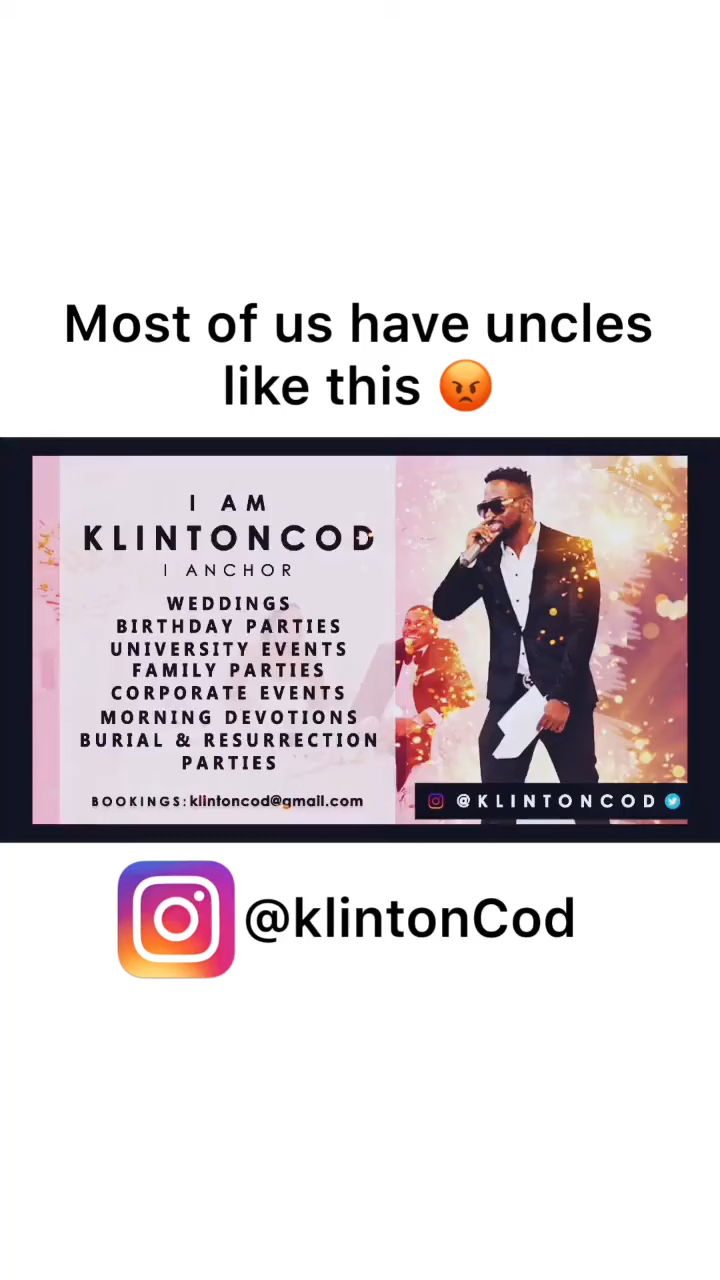 Most of us have uncles
like this 😡
I AM
KLINTONCOD
I ANCHOR
WEDDINGS
BIRTHDAY PARTIES
UNIVERSITY EVENTS
FAMILY PARTIES
CORPORATE EVENTS
MORNING DEVOTIONS
BURIAL & RESURRECTION
PARTIES
BOOKINGS: klintoncod@gmail.com
@KLINTONCOD
@klintonCod